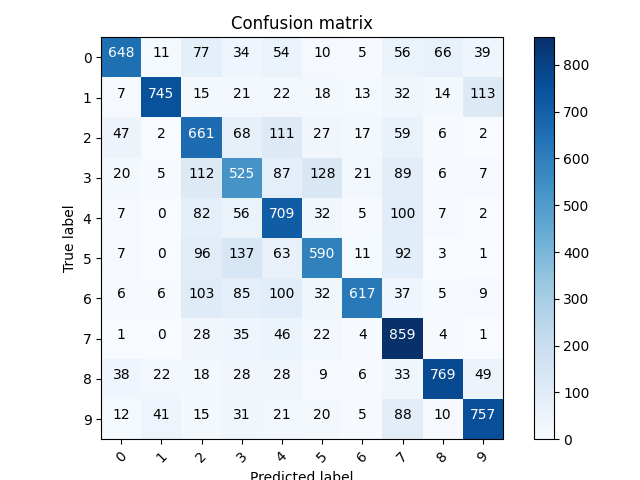 Confusion matrix
0 648 11 77 34 54 10 5 56 66 39
1 7 745 15 21 22 18 13 32 14 113
2 47 2 661 68 111 27 17 59 6 2
3 20 5 112 525 87 128 21 89 6 7
4 7 0 82 56 709 32 5 100 7 2
5 7 0 96 137 63 590 11 92 3 1
6 6 6 103 85 100 32 617 37 5 9
7 1 0 28 35 46 22 4 859 4 1
8 38 22 18 28 28 9 6 33 769 49
9 12 41 15 31 21 20 5 88 10 757
0 1 2 3 4 5 6 7 8 9
True label
Predicted label
800
700
600
500
400
300
200
100
0